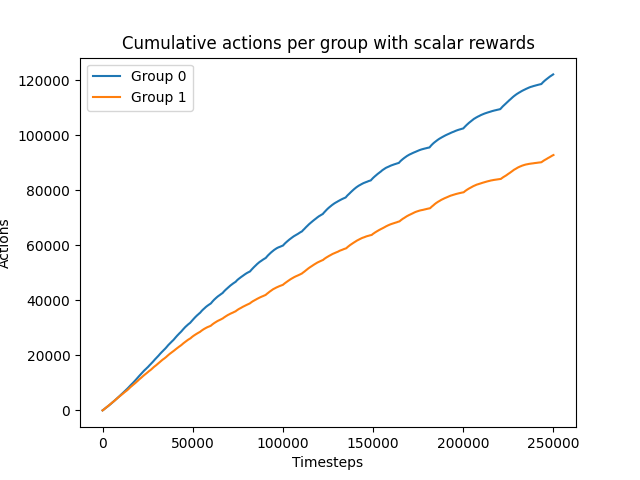 Cumulative actions per group with scalar rewards
Group 0
Group 1
120000
100000
80000
60000
40000
20000
0
Actions
0 50000 100000 150000 200000 250000
Timesteps